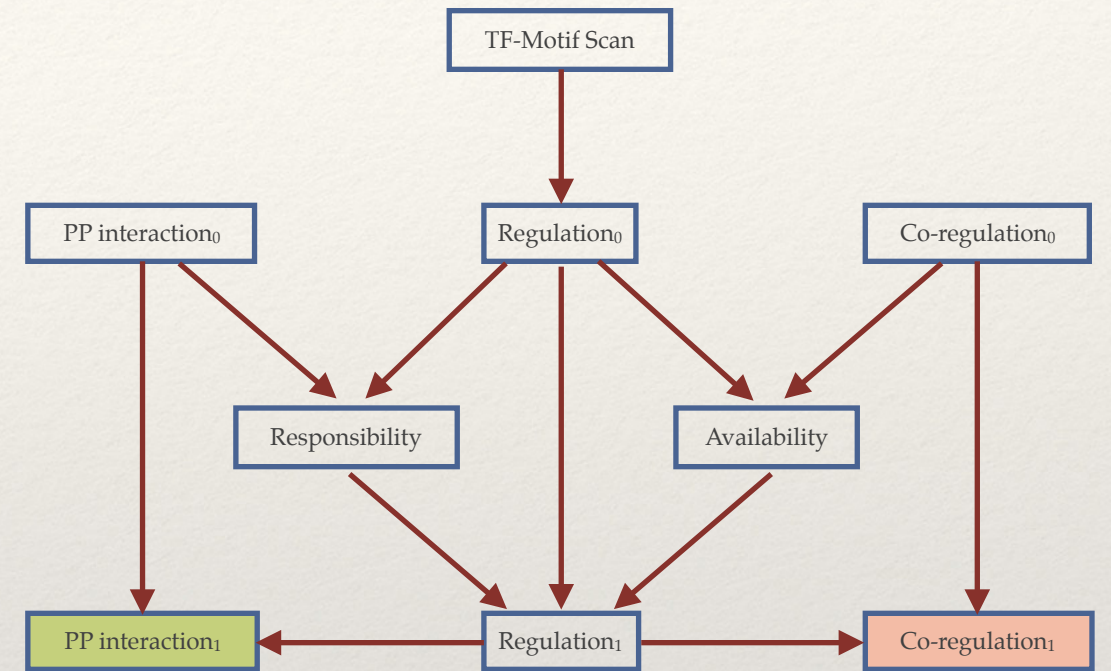 TF-Motif Scan
PP interaction₀
Regulation₀
Co-regulation₀
Responsibility
Availability
PP interaction₁
Regulation₁
Co-regulation₁